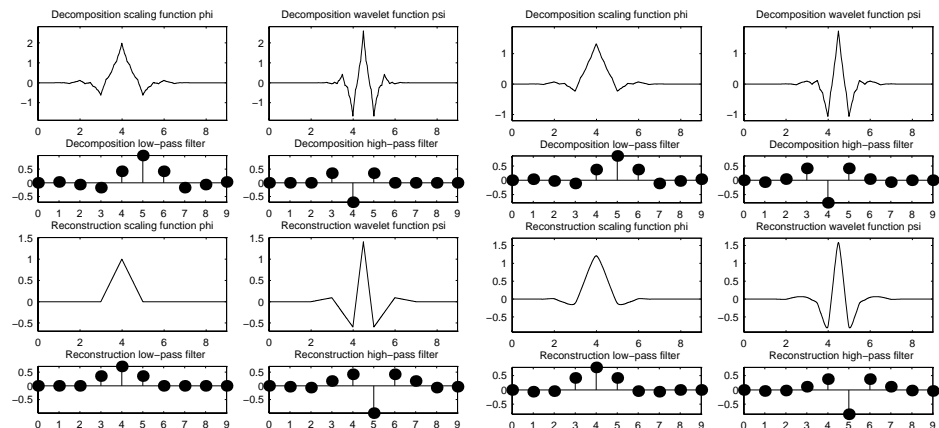 Decomposition scaling function phi
2
1
0
−1
0 2 4 6 8
Decomposition wavelet function psi
2
1
0
−1
0 2 4 6 8
Decomposition low−pass filter
0.5
0
−0.5
0 1 2 3 4 5 6 7 8 9
Decomposition high−pass filter
0.5
0
−0.5
0 1 2 3 4 5 6 7 8 9
Reconstruction scaling function phi
1.5
1
0.5
0
−0.5
0 2 4 6 8
Reconstruction wavelet function psi
1.5
1
0.5
0
−0.5
0 2 4 6 8
Reconstruction low−pass filter
0.5
0
−0.5
0 1 2 3 4 5 6 7 8 9
Reconstruction high−pass filter
0.5
0
−0.5
0 1 2 3 4 5 6 7 8 9
Decomposition scaling function phi
1
0
−1
0 2 4 6 8
Decomposition wavelet function psi
1
0
−1
0 2 4 6 8
Decomposition low−pass filter
0.5
0
−0.5
0 1 2 3 4 5 6 7 8 9
Decomposition high−pass filter
0.5
0
−0.5
0 1 2 3 4 5 6 7 8 9
Reconstruction scaling function phi
1.5
1
0.5
0
−0.5
0 2 4 6 8
Reconstruction wavelet function psi
1.5
1
0.5
0
−0.5
0 2 4 6 8
Reconstruction low−pass filter
0.5
0
−0.5
0 1 2 3 4 5 6 7 8 9
Reconstruction high−pass filter
0.5
0
−0.5
0 1 2 3 4 5 6 7 8 9